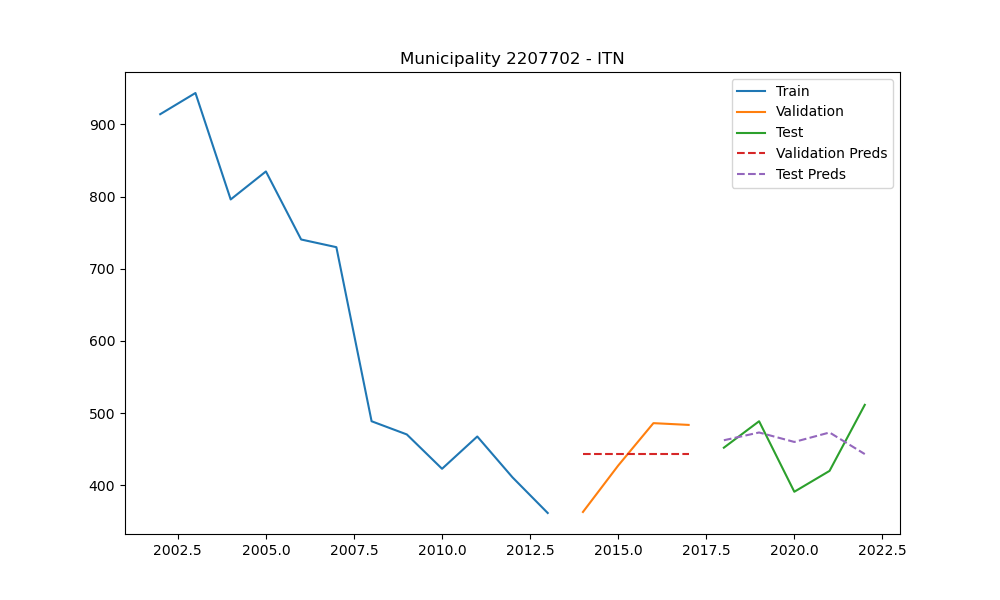 Municipality 2207702 - ITN
Train
Validation
Test
Validation Preds
Test Preds
900
800
700
600
500
400
2002.5 2005.0 2007.5 2010.0 2012.5 2015.0 2017.5 2020.0 2022.5